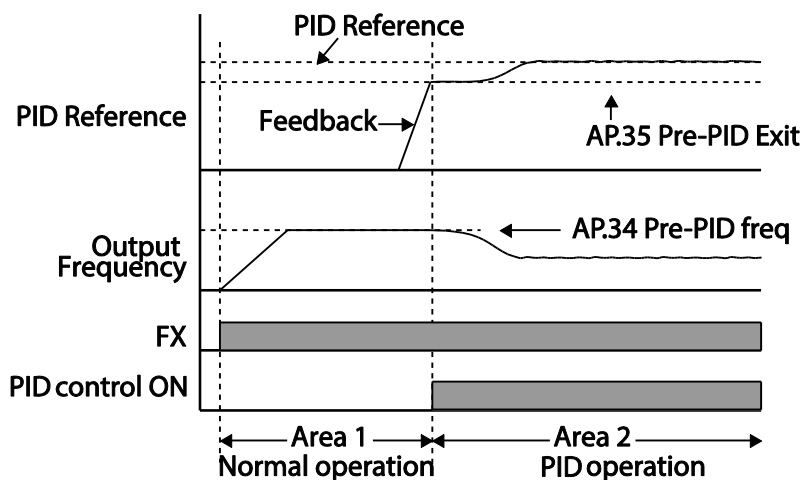 PID Reference
PID Reference
Feedback
AP.35 Pre-PID Exit
Output
Frequency
AP.34 Pre-PID freq
FX
PID control ON
Area 1
Area 2
Normal operation
PID operation